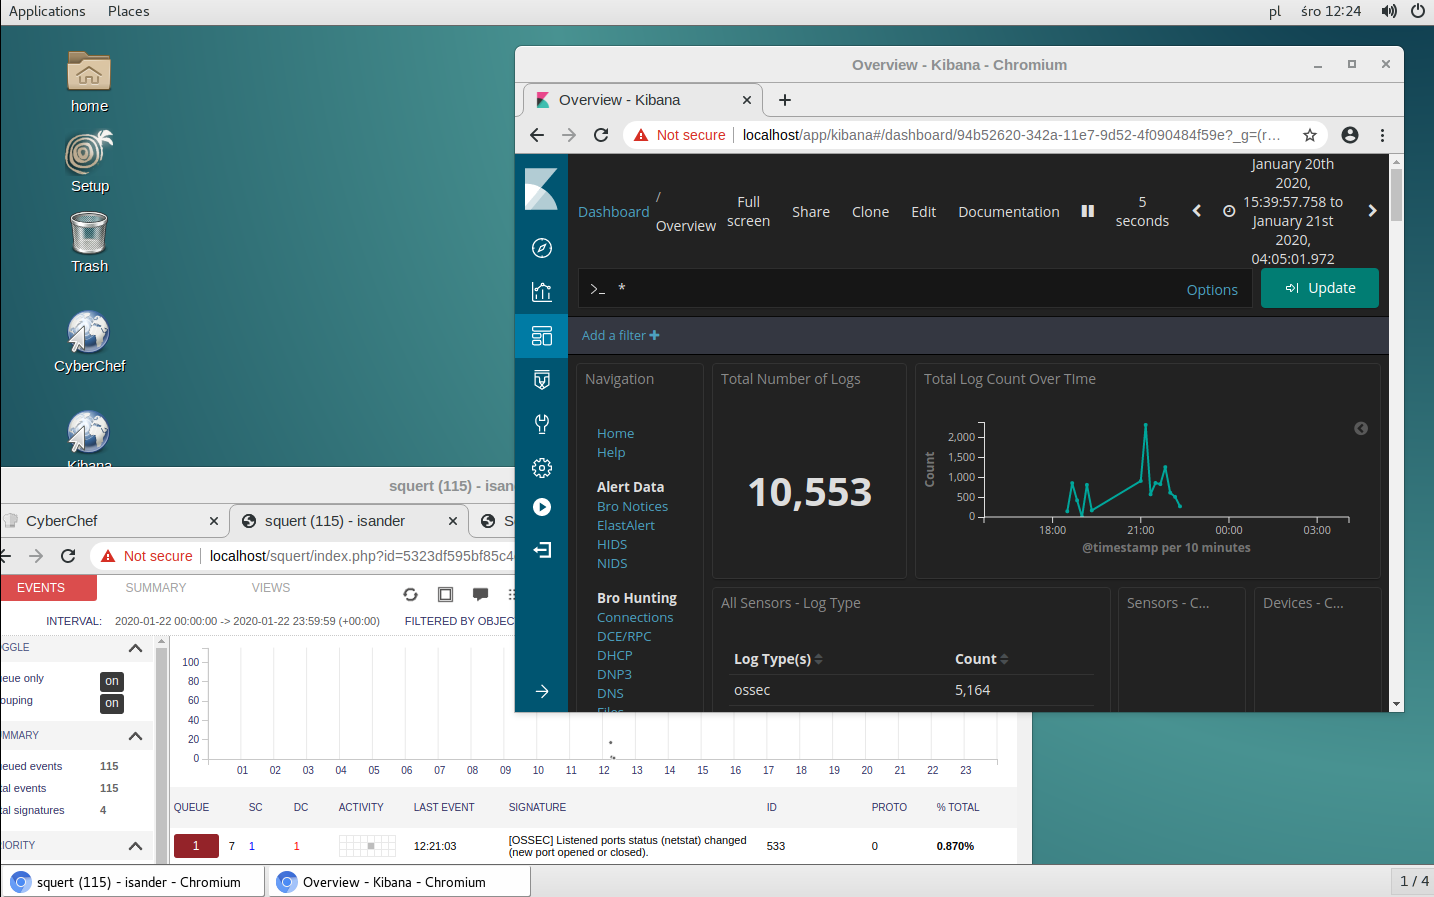 Applications Places
pl śro 12:24
home
Setup
Trash
CyberChef
Kibana
Overview - Kibana - Chromium
Overview - Kibana
Not secure localhost/app/kibana#/dashboard/94b52620-342a-11e7-9d52-4f090484f59e?_g=(r...
Dashboard / Overview
Full screen
Share
Clone
Edit
Documentation
5 seconds
January 20th
2020,
15:39:57.758 to
January 21st
2020,
04:05:01.972
>_ *
Options
Update
Add a filter
Navigation
Home
Help
Alert Data
Bro Notices
ElastAlert
HIDS
NIDS
Bro Hunting
Connections
DCE/RPC
DHCP
DNP3
DNS
Files
Total Number of Logs
10,553
Total Log Count Over TIme
2,000
1,500
1,000
500
0
Count
18:00 21:00 00:00 03:00
@timestamp per 10 minutes
All Sensors - Log Type
Log Type(s) Count
ossec 5,164
Sensors - C...
Devices - C...
squert (115) - isan
CyberChef
squert (115) - isander
S
Not secure localhost/squert/index.php?id=5323df595bf85c4
EVENTS SUMMARY VIEWS
INTERVAL: 2020-01-22 00:00:00 -> 2020-01-22 23:59:59 (+00:00) FILTERED BY OBJEC
GGLE
eue only on
ouping on
MMARY
eued events 115
tal events 115
tal signatures 4
IORITY
100
80
60
40
20
0
01 02 03 04 05 06 07 08 09 10 11 12 13 14 15 16 17 18 19 20 21 22 23
QUEUE SC DC ACTIVITY LAST EVENT SIGNATURE ID PROTO % TOTAL
1 7 1 1 12:21:03 [OSSEC] Listened ports status (netstat) changed
(new port opened or closed). 533 0 0.870%
squert (115) - isander - Chromium
Overview - Kibana - Chromium
1 / 4